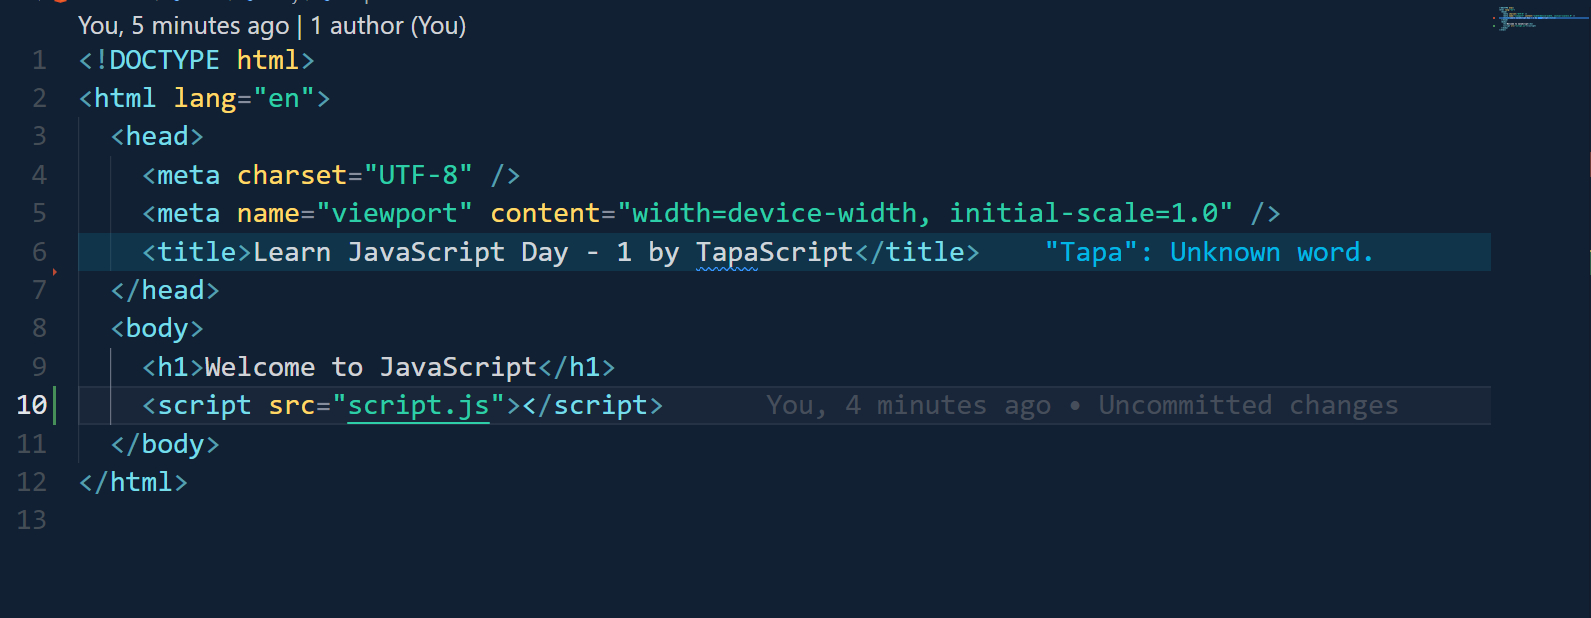 You, 5 minutes ago | 1 author (You)
1 <!DOCTYPE html>
2 <html lang="en">
3 <head>
4 <meta charset="UTF-8" />
5 <meta name="viewport" content="width=device-width, initial-scale=1.0" />
6 <title>Learn JavaScript Day - 1 by TapaScript</title> "Tapa": Unknown word.
7 </head>
8 <body>
9 <h1>Welcome to JavaScript</h1>
10 <script src="script.js"></script> You, 4 minutes ago • Uncommitted changes
11 </body>
12 </html>
13